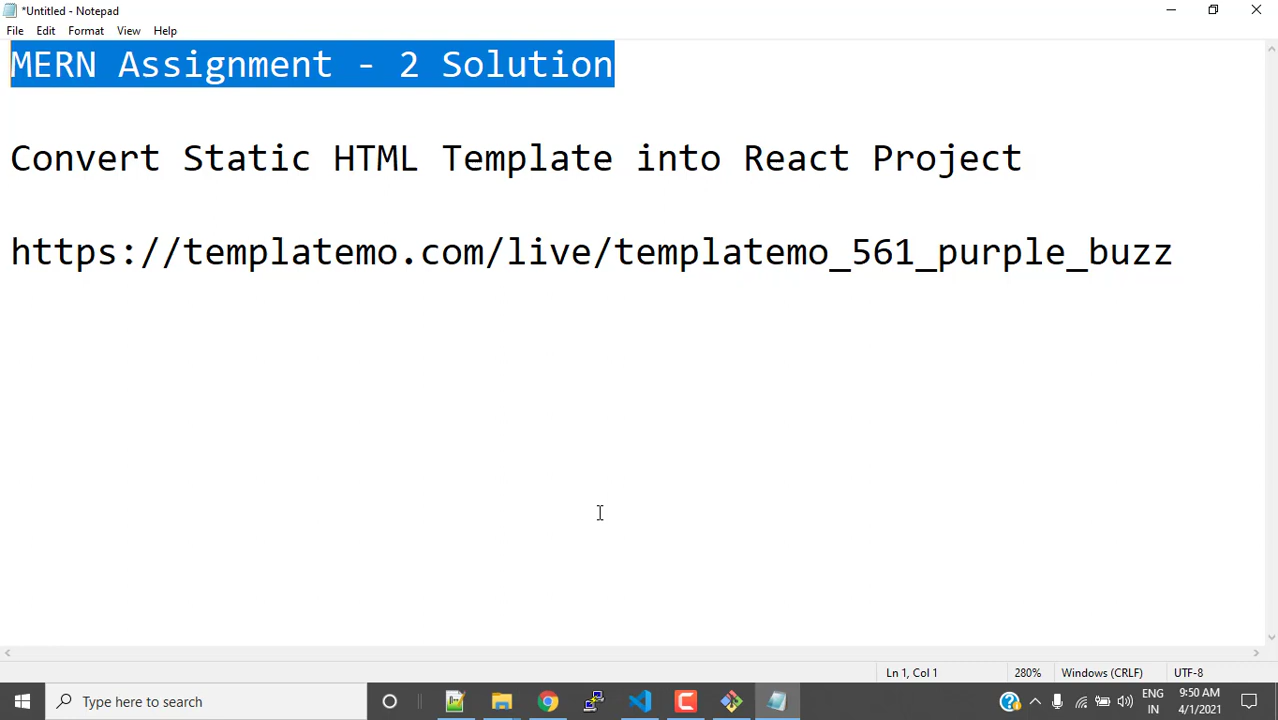 *Untitled - Notepad
File Edit Format View Help
MERN Assignment - 2 Solution
Convert Static HTML Template into React Project
https://templatemo.com/live/templatemo_561_purple_buzz
Ln 1, Col 1 280% Windows (CRLF) UTF-8
Type here to search
ENG
IN
9:50 AM
4/1/2021